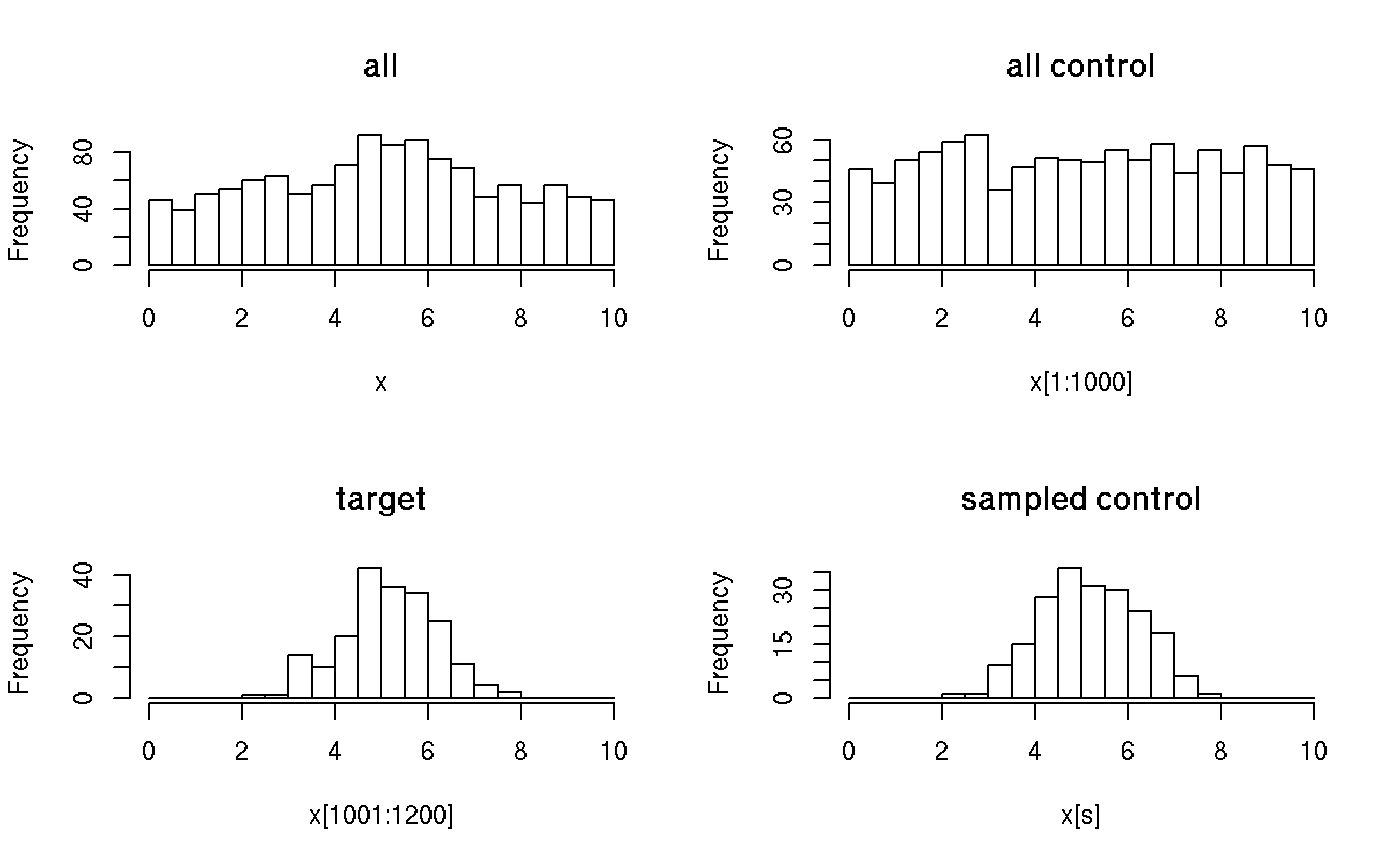 all
Frequency
0 40 80
0 2 4 6 8 10
x
all control
Frequency
0 30 60
0 2 4 6 8 10
x[1:1000]
target
Frequency
0 20 40
0 2 4 6 8 10
x[1001:1200]
sampled control
Frequency
0 15 30
0 2 4 6 8 10
x[s]